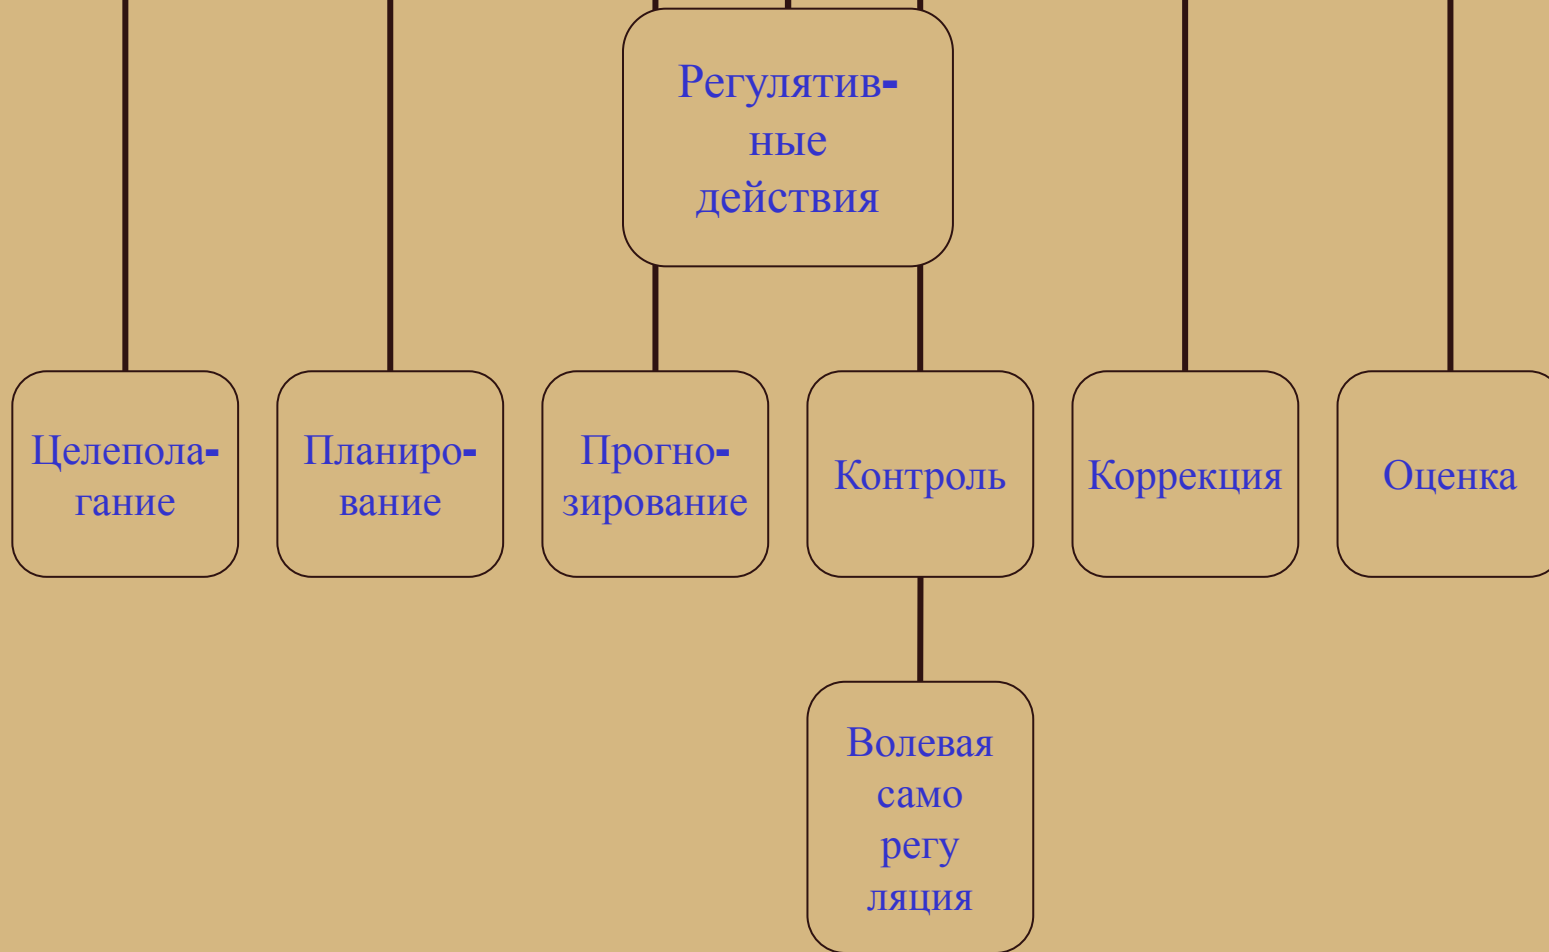 Регулятив-
ные
действия
Целепола-
гание
Планиро-
вание
Прогно-
зирование
Контроль
Коррекция
Оценка
Волевая
само
регу
ляция